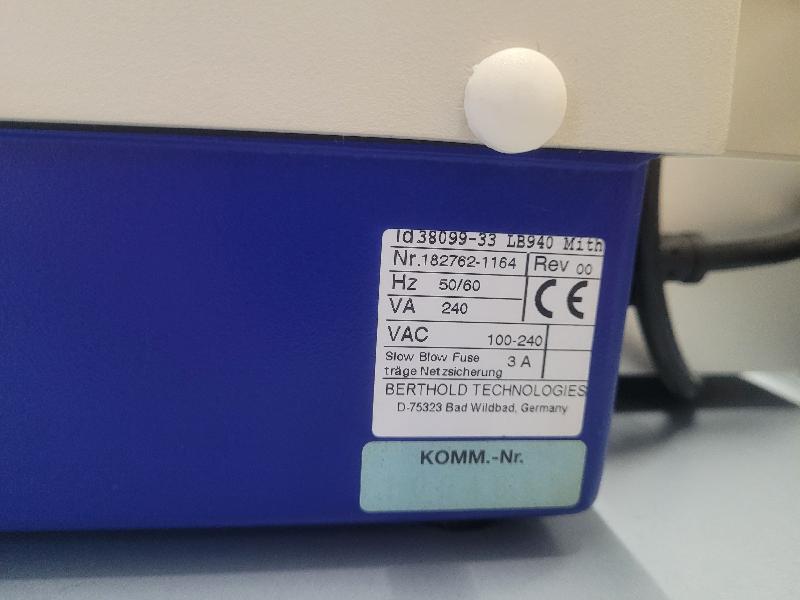 Id.38099-33 LB940 Mith
Nr.182762-1164 Rev 00
Hz 50/60
CE
VA 240
VAC 100-240
Slow Blow Fuse 3 A
träge Netzsicherung
BERTHOLD TECHNOLOGIES
D-75323 Bad Wildbad, Germany
KOMM.-Nr.